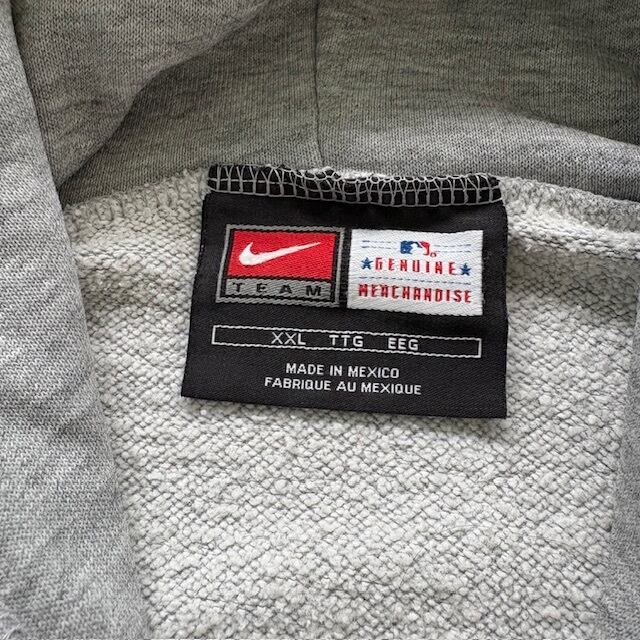 TEAM
GENUINE
MERCHANDISE
XXL TTG EEG
MADE IN MEXICO
FABRIQUE AU MEXIQUE